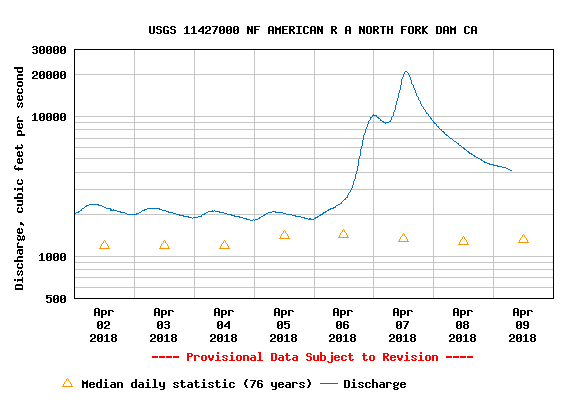 USGS 11427000 NF AMERICAN R A NORTH FORK DAM CA
Discharge, cubic feet per second
30000
20000
10000
1000
500
Apr 02 2018
Apr 03 2018
Apr 04 2018
Apr 05 2018
Apr 06 2018
Apr 07 2018
Apr 08 2018
Apr 09 2018
---- Provisional Data Subject to Revision ----
Median daily statistic (76 years)
Discharge